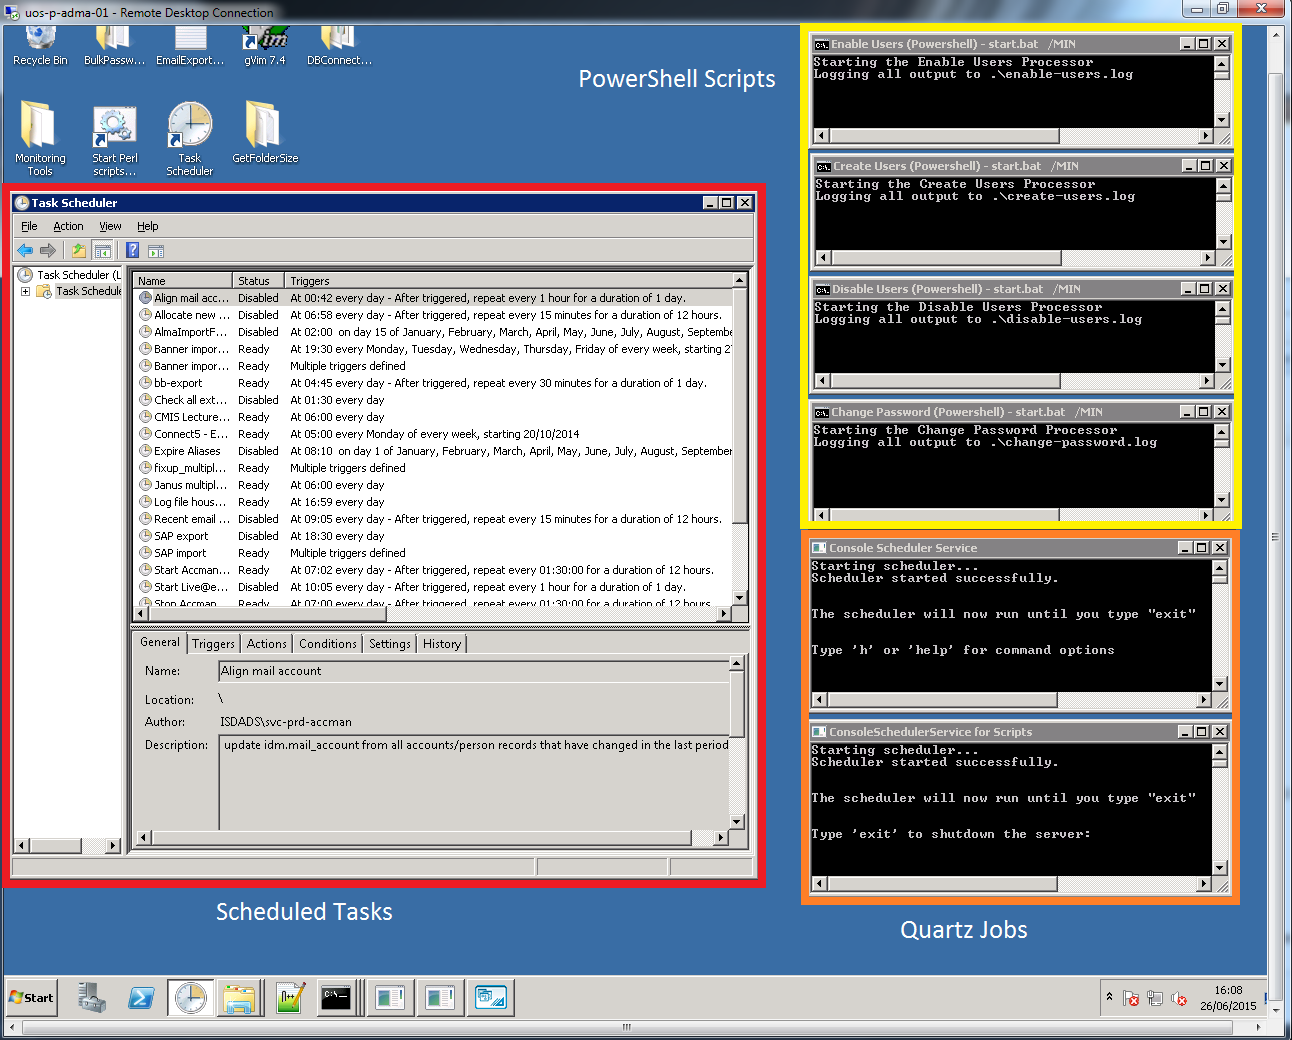 uos-p-adma-01 - Remote Desktop Connection
Recycle Bin
BulkPassw...
EmailExport...
gVim 7.4
DBConnect...
Monitoring Tools
Start Perl scripts...
Task Scheduler
GetFolderSize
PowerShell Scripts
Task Scheduler
File Action View Help
Task Scheduler (L
Task Schedule
Name Status Triggers
Align mail acc... Disabled At 00:42 every day - After triggered, repeat every 1 hour for a duration of 1 day.
Allocate new ... Disabled At 06:58 every day - After triggered, repeat every 15 minutes for a duration of 12 hours.
AlmaImportF... Disabled At 02:00 on day 15 of January, February, March, April, May, June, July, August, Septembe
Banner impor... Ready At 19:30 every Monday, Tuesday, Wednesday, Thursday, Friday of every week, starting 2
Banner impor... Ready Multiple triggers defined
bb-export Ready At 04:45 every day - After triggered, repeat every 30 minutes for a duration of 1 day.
Check all ext... Disabled At 01:30 every day
CMIS Lecture... Ready At 06:00 every day
Connect5 - E... Ready At 05:00 every Monday of every week, starting 20/10/2014
Expire Aliases Disabled At 08:10 on day 1 of January, February, March, April, May, June, July, August, September
fixup_multipl... Ready Multiple triggers defined
Janus multipl... Ready At 06:00 every day
Log file hous... Ready At 16:59 every day
Recent email ... Disabled At 09:05 every day - After triggered, repeat every 15 minutes for a duration of 12 hours.
SAP export Disabled At 18:30 every day
SAP import Ready Multiple triggers defined
Start Accman... Ready At 07:02 every day - After triggered, repeat every 01:30:00 for a duration of 12 hours.
Start Live@e... Disabled At 10:05 every day - After triggered, repeat every 1 hour for a duration of 1 day.
Stop Accman Ready At 07:00 every day - After triggered, repeat every 01:30:00 for a duration of 12 hours
General Triggers Actions Conditions Settings History
Name: Align mail account
Location: \
Author: ISDADS\svc-prd-accman
Description: update idm.mail_account from all accounts/person records that have changed in the last period
Scheduled Tasks
Enable Users (Powershell) - start.bat /MIN
Starting the Enable Users Processor
Logging all output to .\enable-users.log
Create Users (Powershell) - start.bat /MIN
Starting the Create Users Processor
Logging all output to .\create-users.log
Disable Users (Powershell) - start.bat /MIN
Starting the Disable Users Processor
Logging all output to .\disable-users.log
Change Password (Powershell) - start.bat /MIN
Starting the Change Password Processor
Logging all output to .\change-password.log
Console Scheduler Service
Starting scheduler...
Scheduler started successfully.
The scheduler will now run until you type "exit"
Type 'h' or 'help' for command options
ConsoleSchedulerService for Scripts
Starting scheduler...
Scheduler started successfully.
The scheduler will now run until you type "exit"
Type 'exit' to shutdown the server:
Quartz Jobs
Start
16:08
26/06/2015